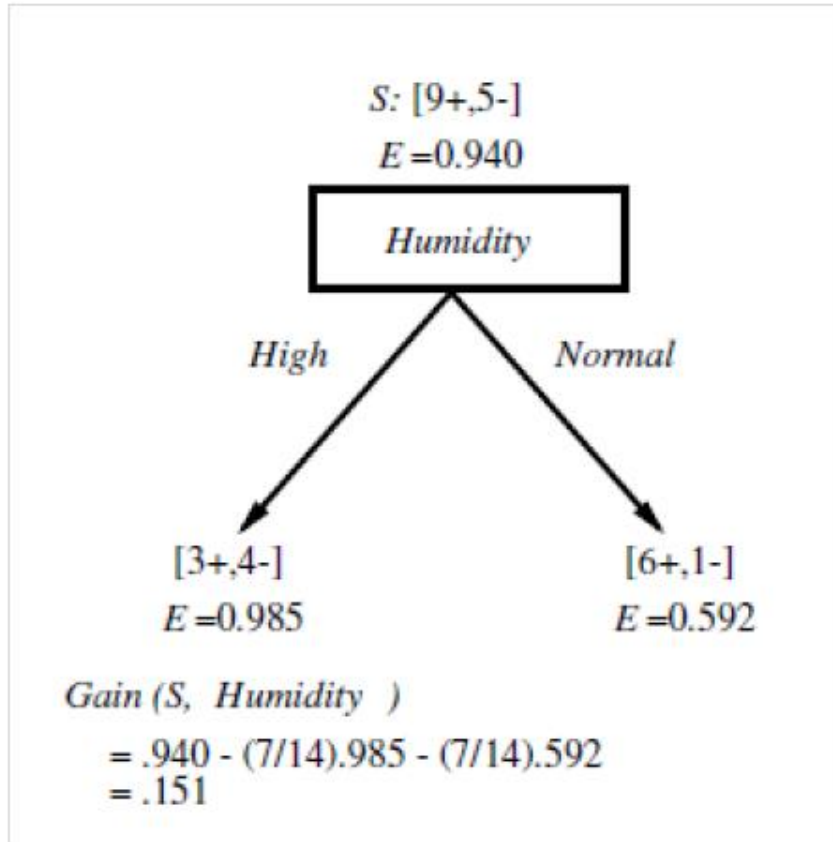 S: [9+,5-]
E =0.940
Humidity
High Normal
[3+,4-] [6+,1-]
E =0.985 E =0.592
Gain (S, Humidity )
= .940 - (7/14).985 - (7/14).592
= .151